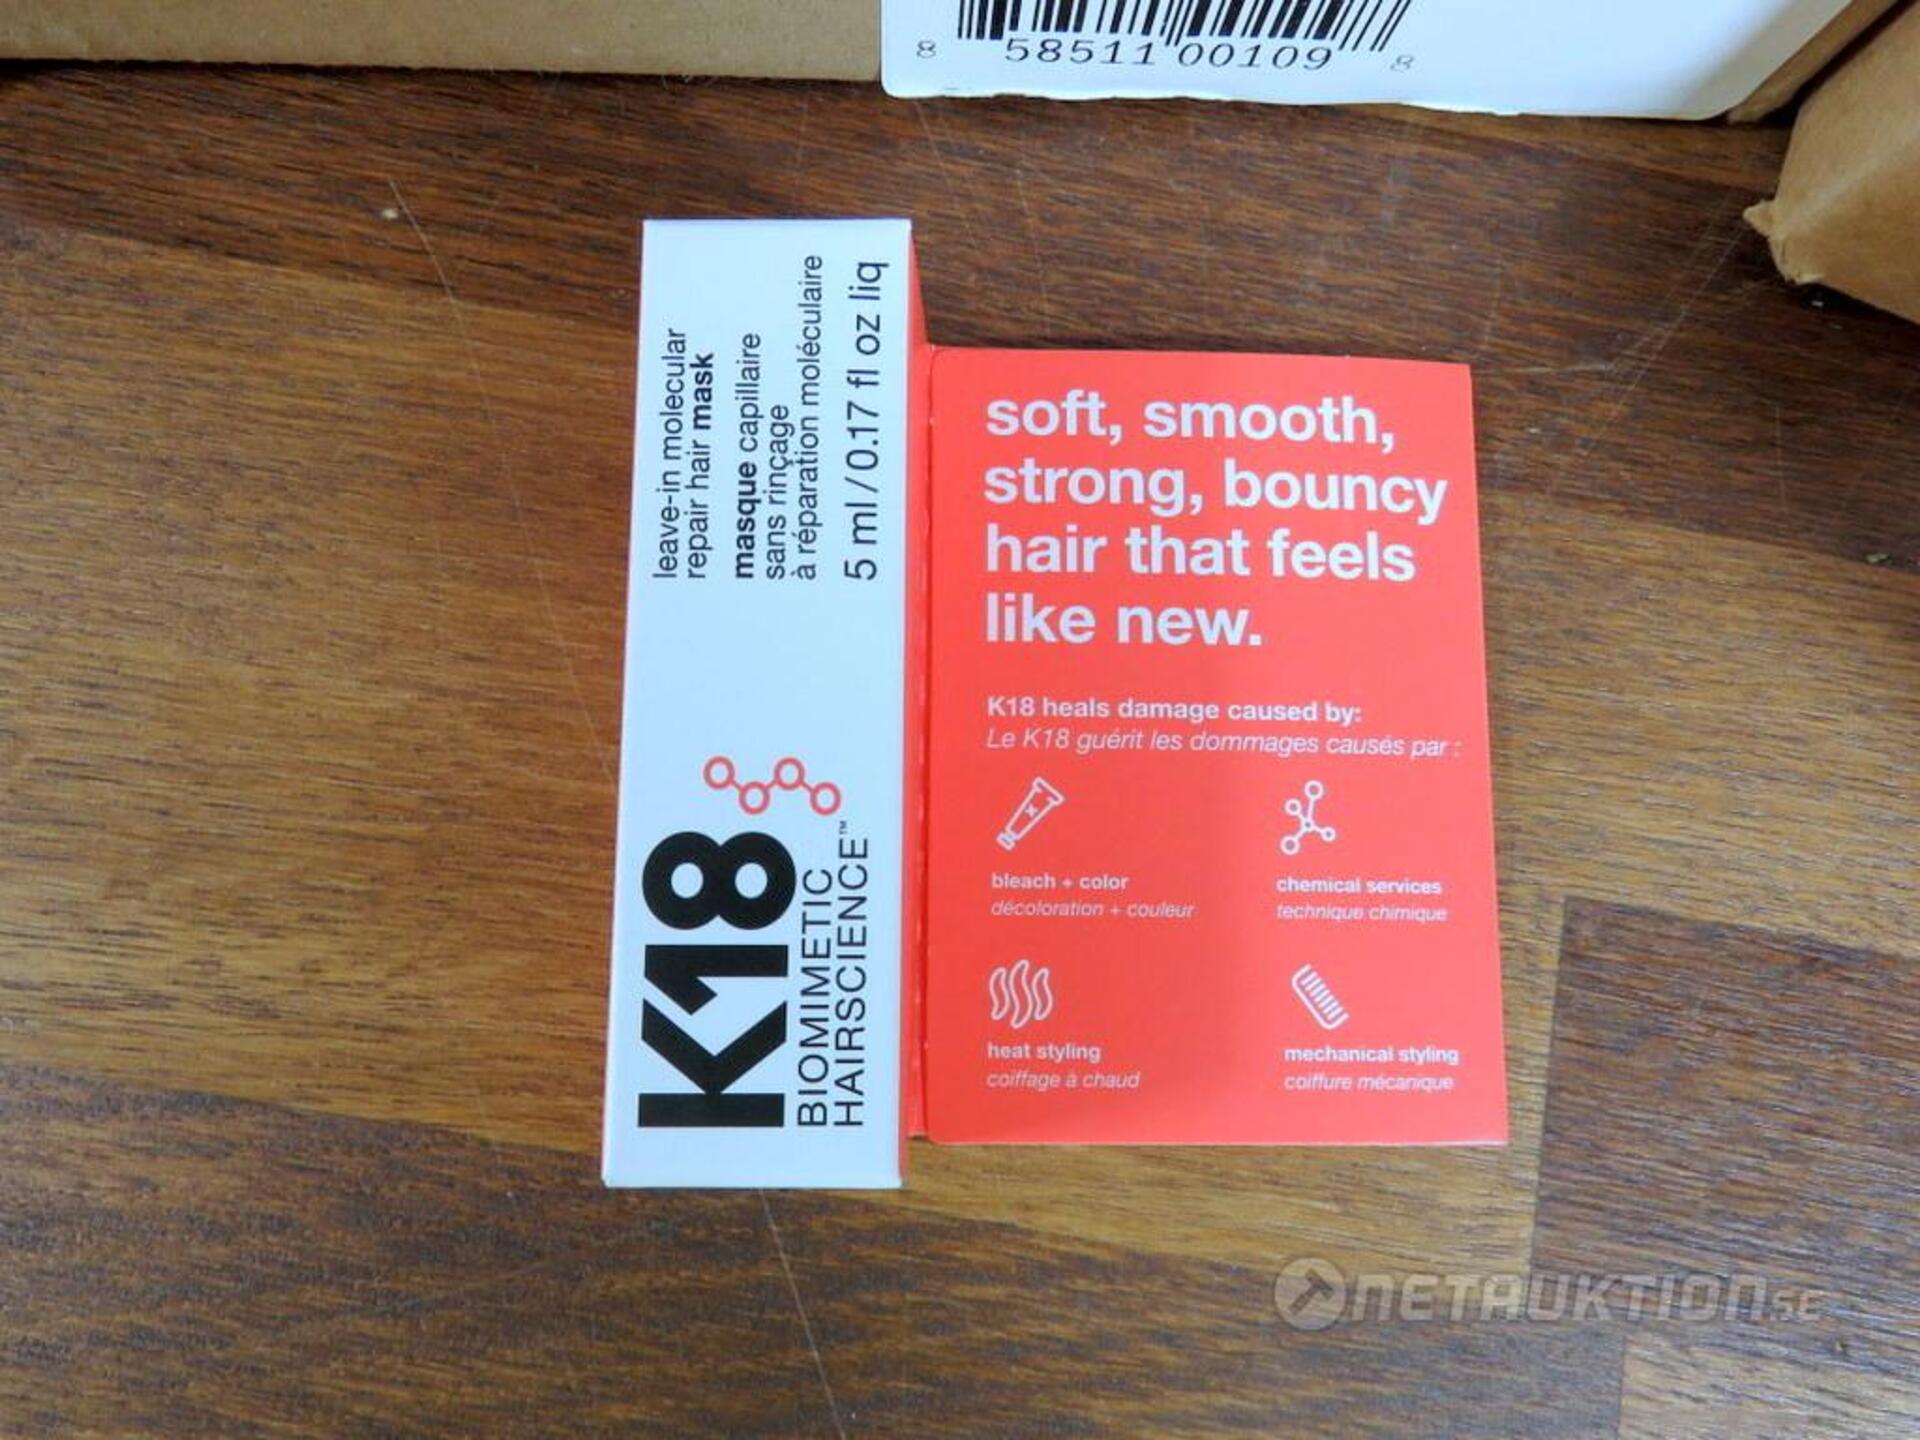 8 58511 00109 8
leave-in molecular
repair hair mask
masque capillaire
sans rinçage
à réparation moléculaire
5 ml/0.17 fl oz liq
K18
BIOMIMETIC
HAIRSCIENCE™
soft, smooth,
strong, bouncy
hair that feels
like new.
K18 heals damage caused by:
Le K18 guérit les dommages causés par :
bleach + color
décoloration + couleur
chemical services
technique chimique
heat styling
coiffage à chaud
mechanical styling
coiffure mécanique
NETAUKTION.SE